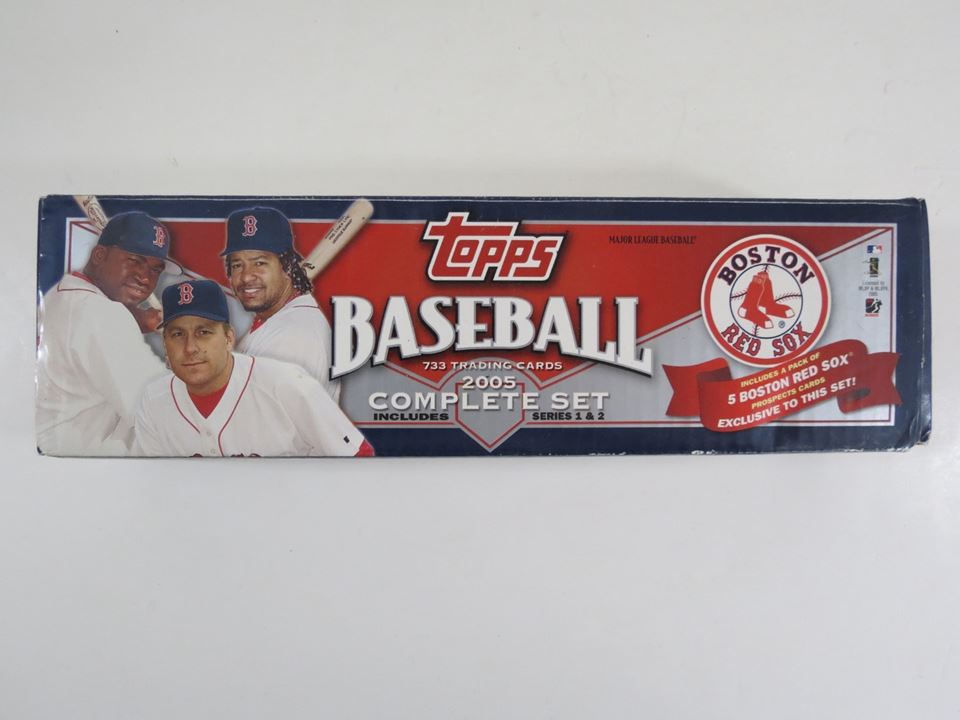 Topps
MAJOR LEAGUE BASEBALL®
BASEBALL
733 TRADING CARDS
2005
COMPLETE SET
INCLUDES SERIES 1 & 2
BOSTON
RED SOX
INCLUDES A PACK OF
5 BOSTON RED SOX®
PROSPECTS CARDS
EXCLUSIVE TO THIS SET!
B
B
B